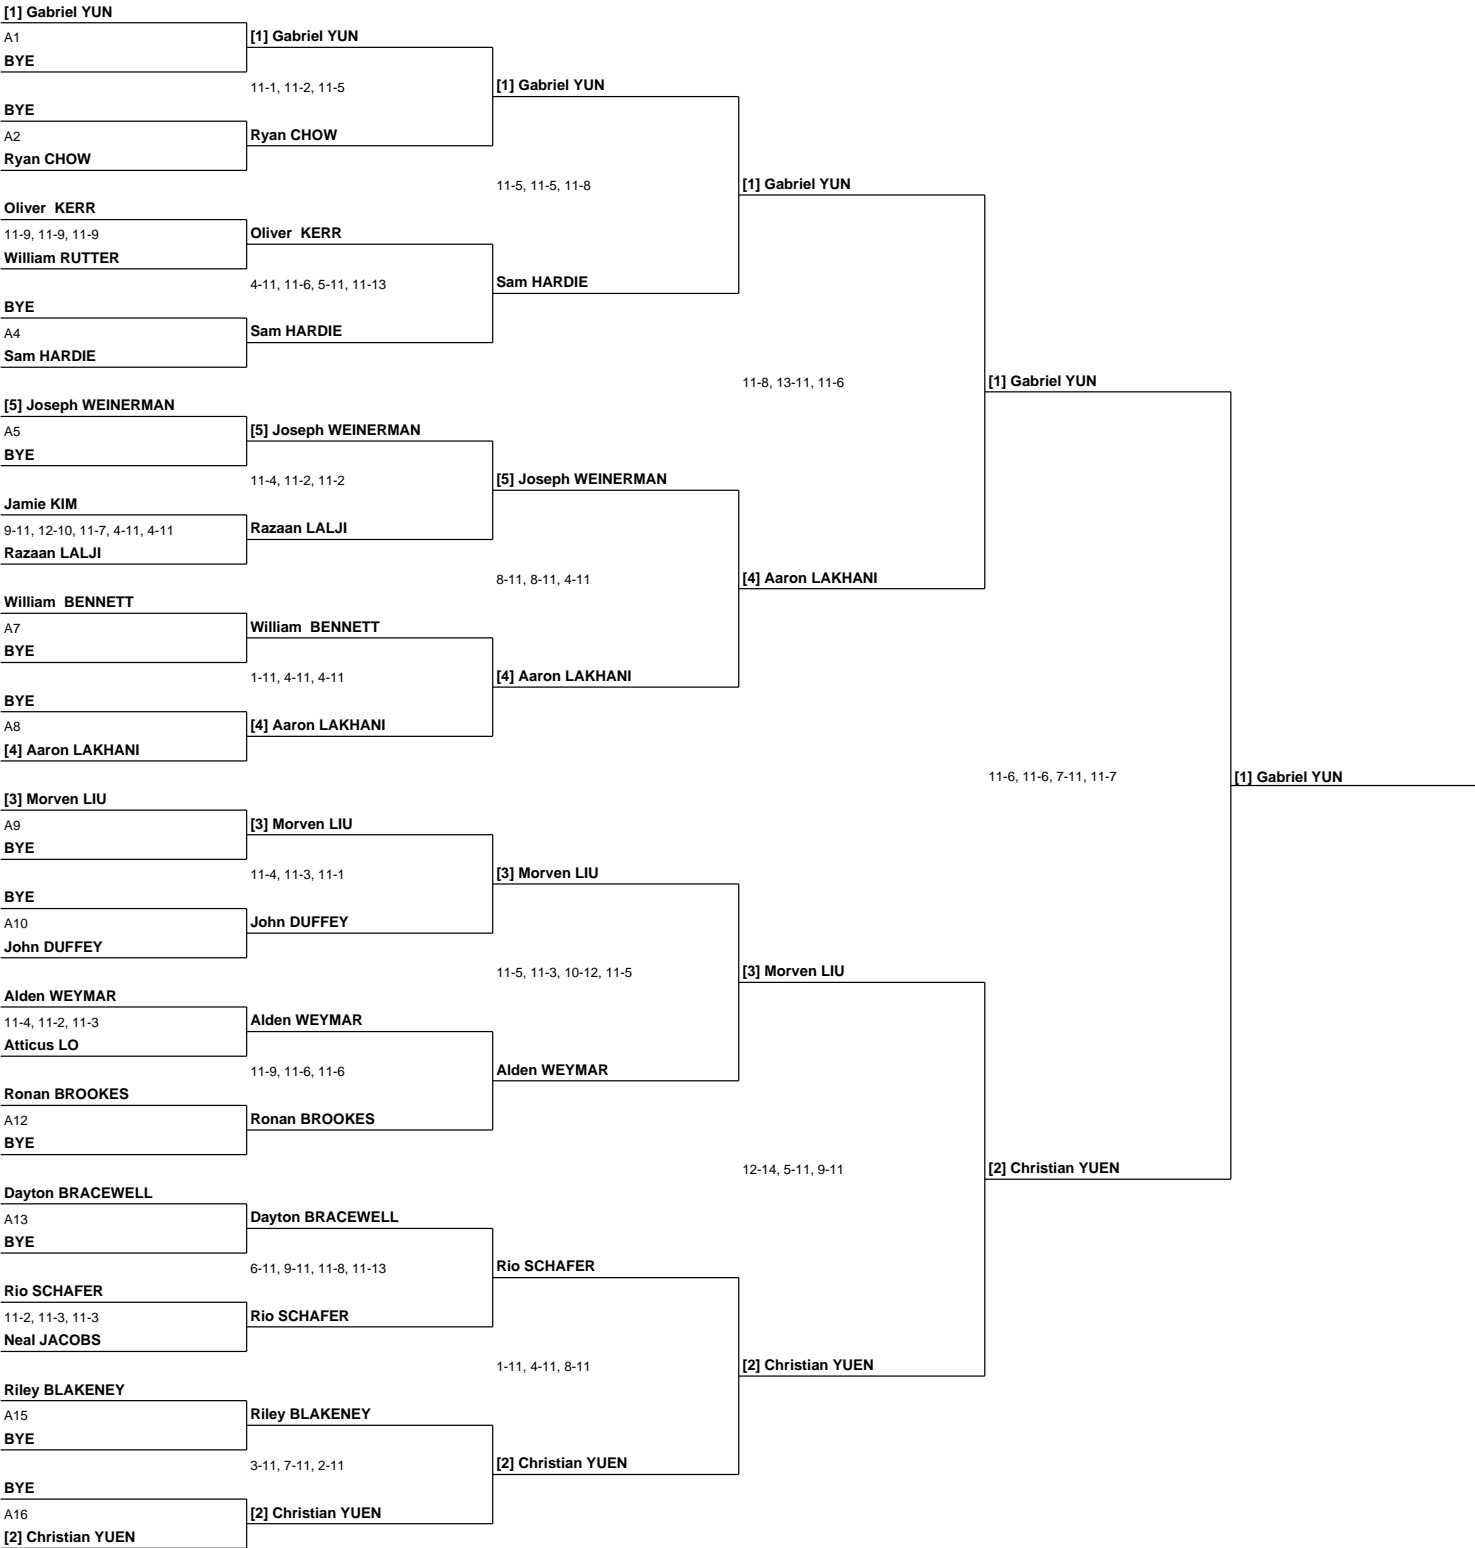 [1] Gabriel YUN
A1
BYE
BYE
A2
Ryan CHOW
Oliver  KERR
11-9, 11-9, 11-9
William RUTTER
BYE
A4
Sam HARDIE
[5] Joseph WEINERMAN
A5
BYE
Jamie KIM
9-11, 12-10, 11-7, 4-11, 4-11
Razaan LALJI
William  BENNETT
A7
BYE
BYE
A8
[4] Aaron LAKHANI
[3] Morven LIU
A9
BYE
BYE
A10
John DUFFEY
Alden WEYMAR
11-4, 11-2, 11-3
Atticus LO
Ronan BROOKES
A12
BYE
Dayton BRACEWELL
A13
BYE
Rio SCHAFER
11-2, 11-3, 11-3
Neal JACOBS
Riley BLAKENEY
A15
BYE
BYE
A16
[2] Christian YUEN
[1] Gabriel YUN
11-1, 11-2, 11-5
Ryan CHOW
Oliver  KERR
4-11, 11-6, 5-11, 11-13
Sam HARDIE
[5] Joseph WEINERMAN
11-4, 11-2, 11-2
Razaan LALJI
William  BENNETT
1-11, 4-11, 4-11
[4] Aaron LAKHANI
[3] Morven LIU
11-4, 11-3, 11-1
John DUFFEY
Alden WEYMAR
11-9, 11-6, 11-6
Ronan BROOKES
Dayton BRACEWELL
6-11, 9-11, 11-8, 11-13
Rio SCHAFER
Riley BLAKENEY
3-11, 7-11, 2-11
[2] Christian YUEN
[1] Gabriel YUN
11-5, 11-5, 11-8
Sam HARDIE
[5] Joseph WEINERMAN
8-11, 8-11, 4-11
[4] Aaron LAKHANI
[3] Morven LIU
11-5, 11-3, 10-12, 11-5
Alden WEYMAR
Rio SCHAFER
1-11, 4-11, 8-11
[2] Christian YUEN
[1] Gabriel YUN
11-8, 13-11, 11-6
[4] Aaron LAKHANI
[3] Morven LIU
12-14, 5-11, 9-11
[2] Christian YUEN
[1] Gabriel YUN
11-6, 11-6, 7-11, 11-7
[2] Christian YUEN
[1] Gabriel YUN